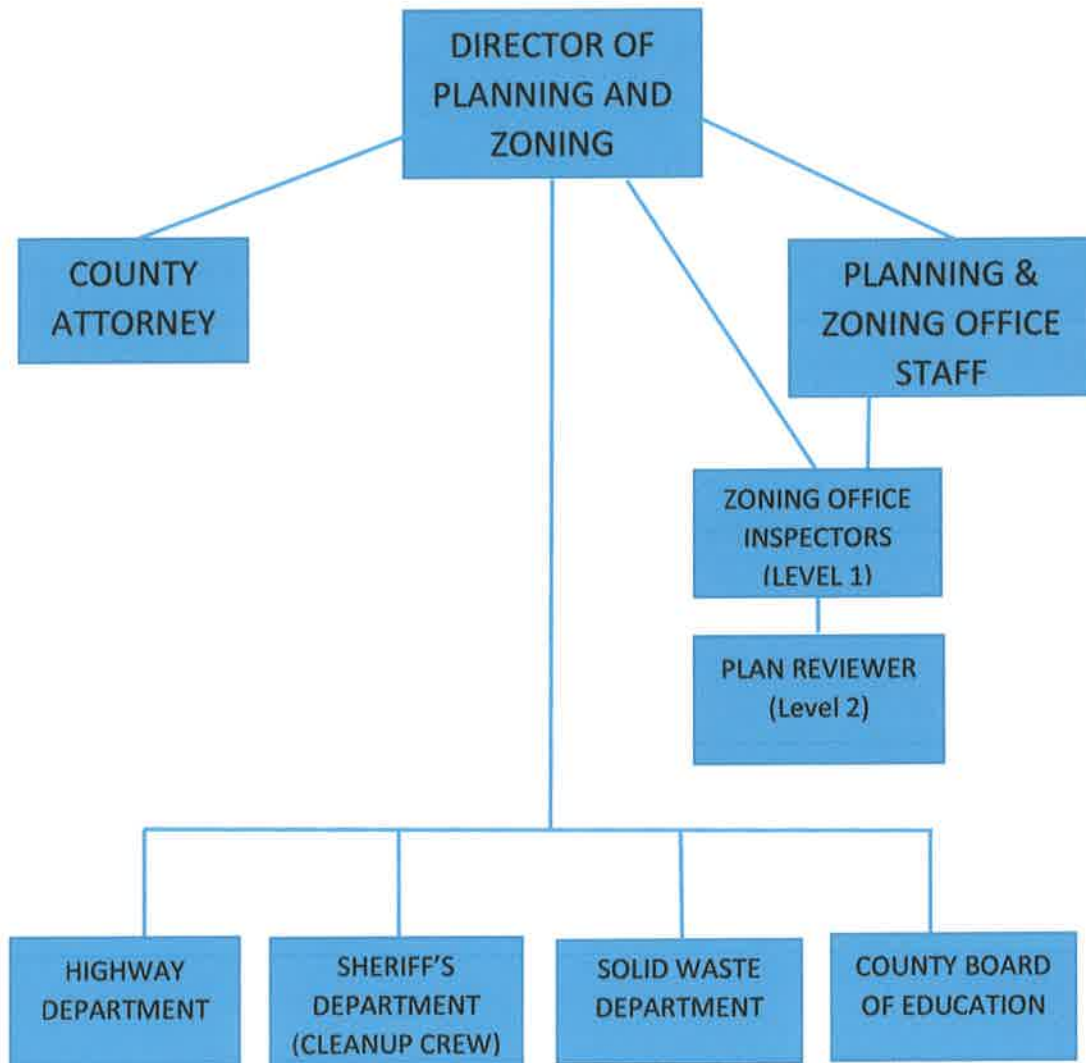 DIRECTOR OF
PLANNING AND
ZONING
COUNTY
ATTORNEY
PLANNING &
ZONING OFFICE
STAFF
ZONING OFFICE
INSPECTORS
(LEVEL 1)
PLAN REVIEWER
(Level 2)
HIGHWAY
DEPARTMENT
SHERIFF'S
DEPARTMENT
(CLEANUP CREW)
SOLID WASTE
DEPARTMENT
COUNTY BOARD
OF EDUCATION